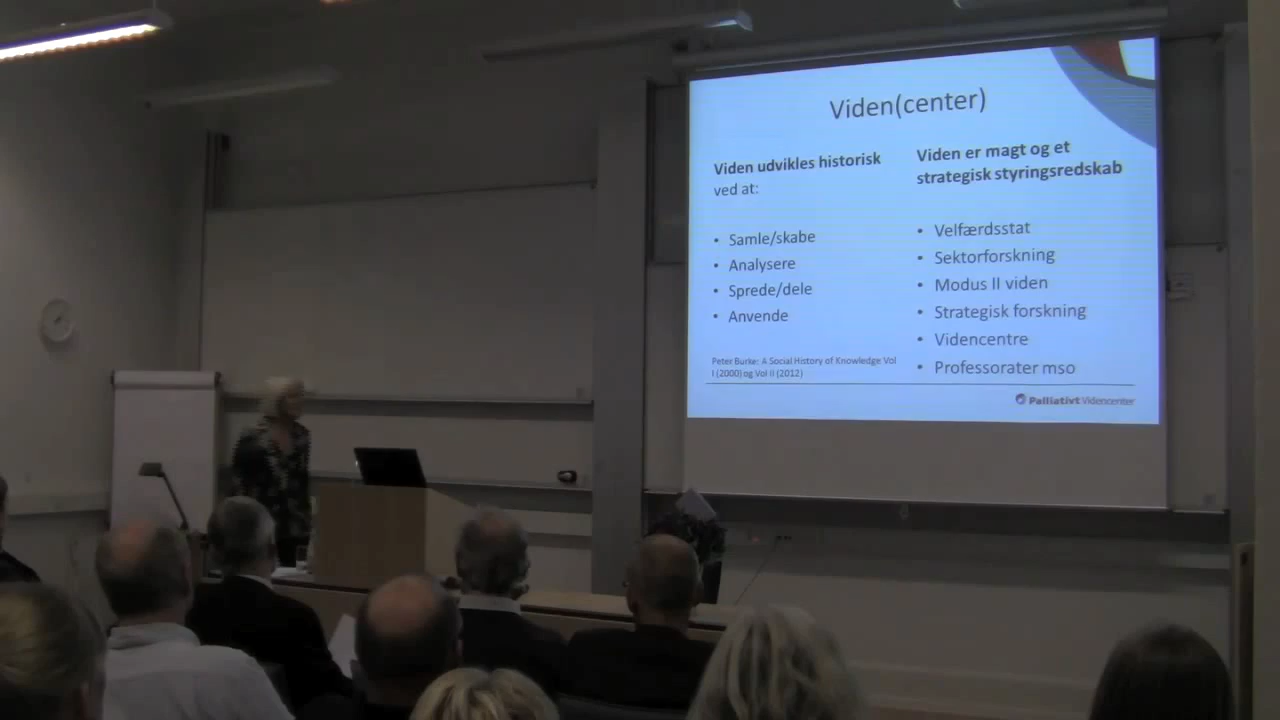 Viden(center)
Viden udvikles historisk
ved at:
• Samle/skabe
• Analysere
• Sprede/dele
• Anvende
Peter Burke: A Social History of Knowledge Vol
I (2000) og Vol II (2012)
Viden er magt og et
strategisk styringsredskab
• Velfærdsstat
• Sektorforskning
• Modus II viden
• Strategisk forskning
• Videncentre
• Professorater mso
Palliativt Videncenter